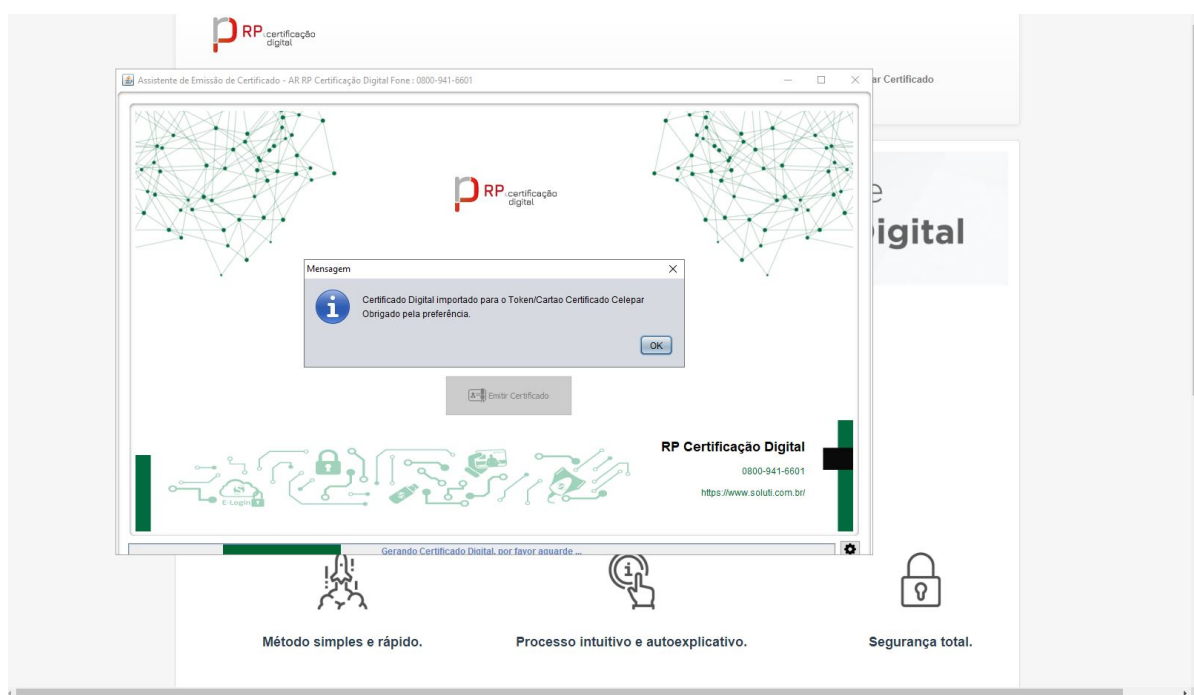 RP certificação
digital
Assistente de Emissão de Certificado - AR RP Certificação Digital Fone : 0800-941-6601
ar Certificado
RP certificação
digital
e
igital
Mensagem
Certificado Digital importado para o Token/Cartao Certificado Celepar
Obrigado pela preferência.
OK
Emitir Certificado
RP Certificação Digital
0800-941-6601
https://www.soluti.com.br/
E-Login
Gerando Certificado Digital, por favor aguarde ...
Método simples e rápido.
Processo intuitivo e autoexplicativo.
Segurança total.